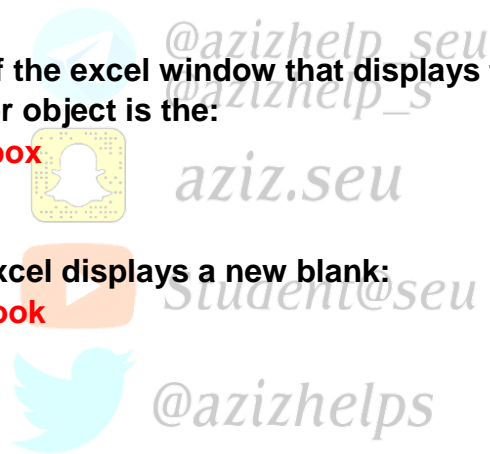 @azizhelp_seu
f the excel window that displays
@azizhelp_s
r object is the:
box
aziz.seu
xcel displays a new blank:
Student@seu
ook
@azizhelps